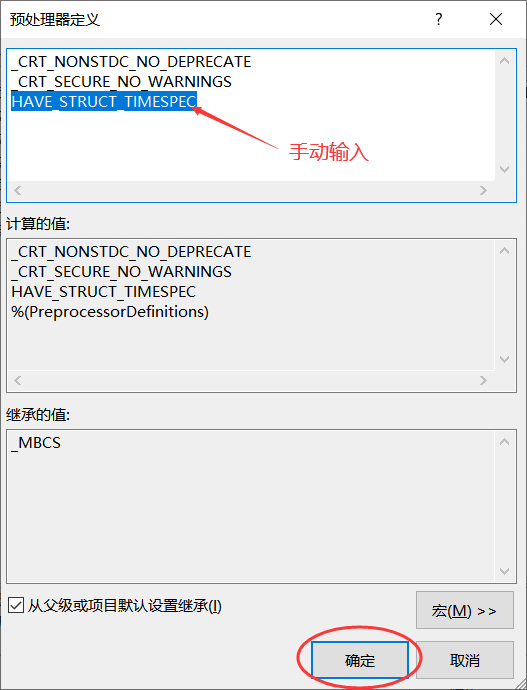 预处理器定义
?
_CRT_NONSTDC_NO_DEPRECATE
_CRT_SECURE_NO_WARNINGS
HAVE_STRUCT_TIMESPEC
手动输入
计算的值:
_CRT_NONSTDC_NO_DEPRECATE
_CRT_SECURE_NO_WARNINGS
HAVE_STRUCT_TIMESPEC
%(PreprocessorDefinitions)
继承的值:
_MBCS
从父级或项目默认设置继承(I)
宏(M) >>
确定
取消